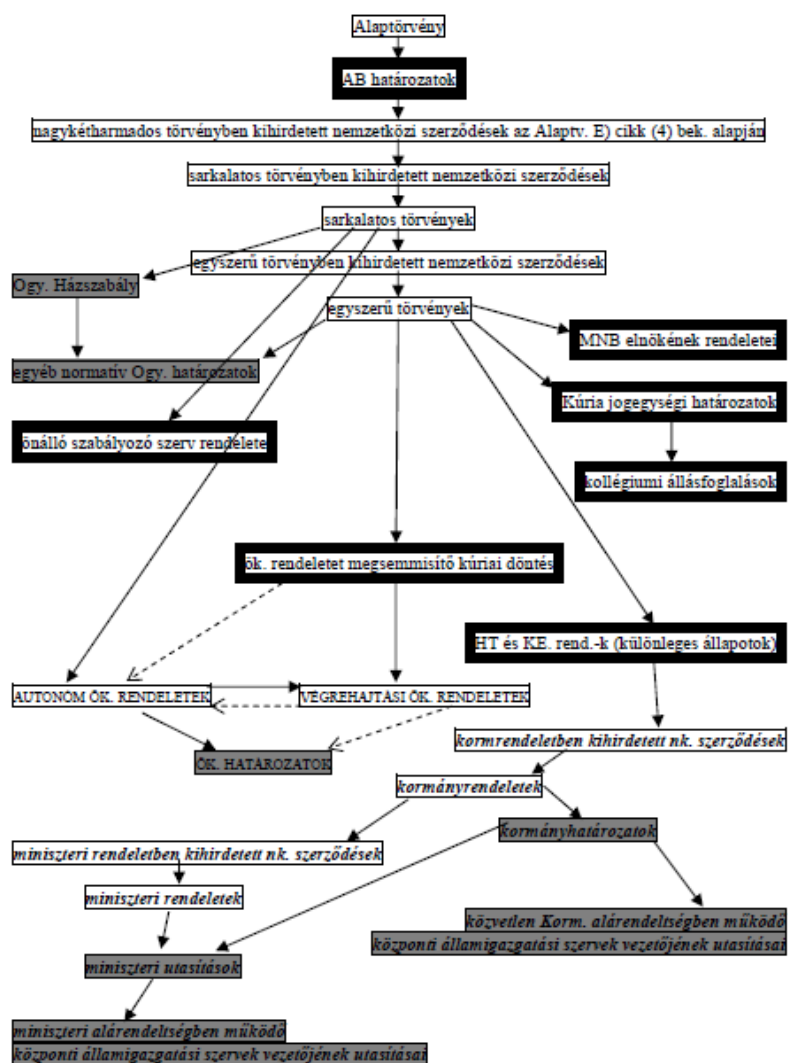 Alaptörvény
AB határozatok
nagykétharmados törvényben kihirdetett nemzetközi szerződések az Alaptv. E) cikk (4) bek. alapján
sarkalatos törvényben kihirdetett nemzetközi szerződések
sarkalatos törvények
egyszerű törvényben kihirdetett nemzetközi szerződések
Ogy. Házszabály
egyszerű törvények
MNB elnökének rendeletei
egyéb normatív Ogy. határozatok
Kúria jogegységi határozatok
önálló szabályozó szerv rendelete
kollégiumi állásfoglalások
ök. rendeletet megsemmisítő kúriai döntés
HT és KE. rend.-k (különleges állapotok)
AUTONÓM ÖK. RENDELETEK
VÉGREHAJTÁSI ÖK. RENDELETEK
kormrendeletben kihirdetett nk. szerződések
ÖK. HATÁROZATOK
kormányrendeletek
kormányhatározatok
miniszteri rendeletben kihirdetett nk. szerződések
miniszteri rendeletek
közvetlen Korm. alárendeltségben működő
központi államigazgatási szervek vezetőjének utasításai
miniszteri utasítások
miniszteri alárendeltségben működő
központi államigazgatási szervek vezetőjének utasításai